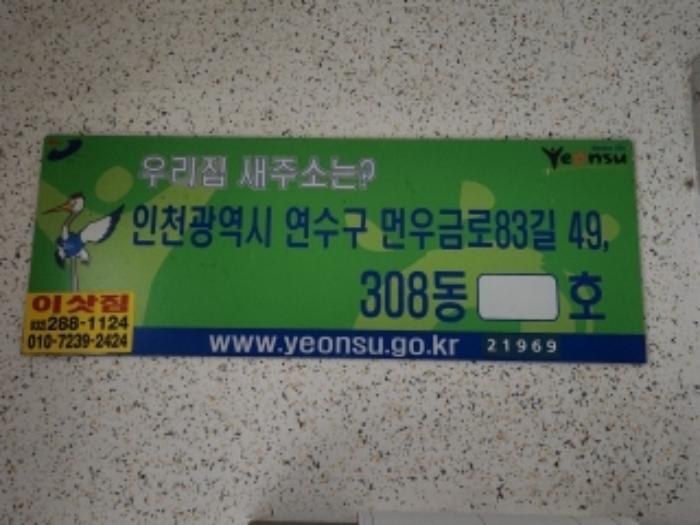 우리집 새주소는?
Yeonsu
인천광역시 연수구 먼우금로83길 49,
308동 호
이삿짐
032 288-1124
010-7239-2424
www.yeonsu.go.kr 21969